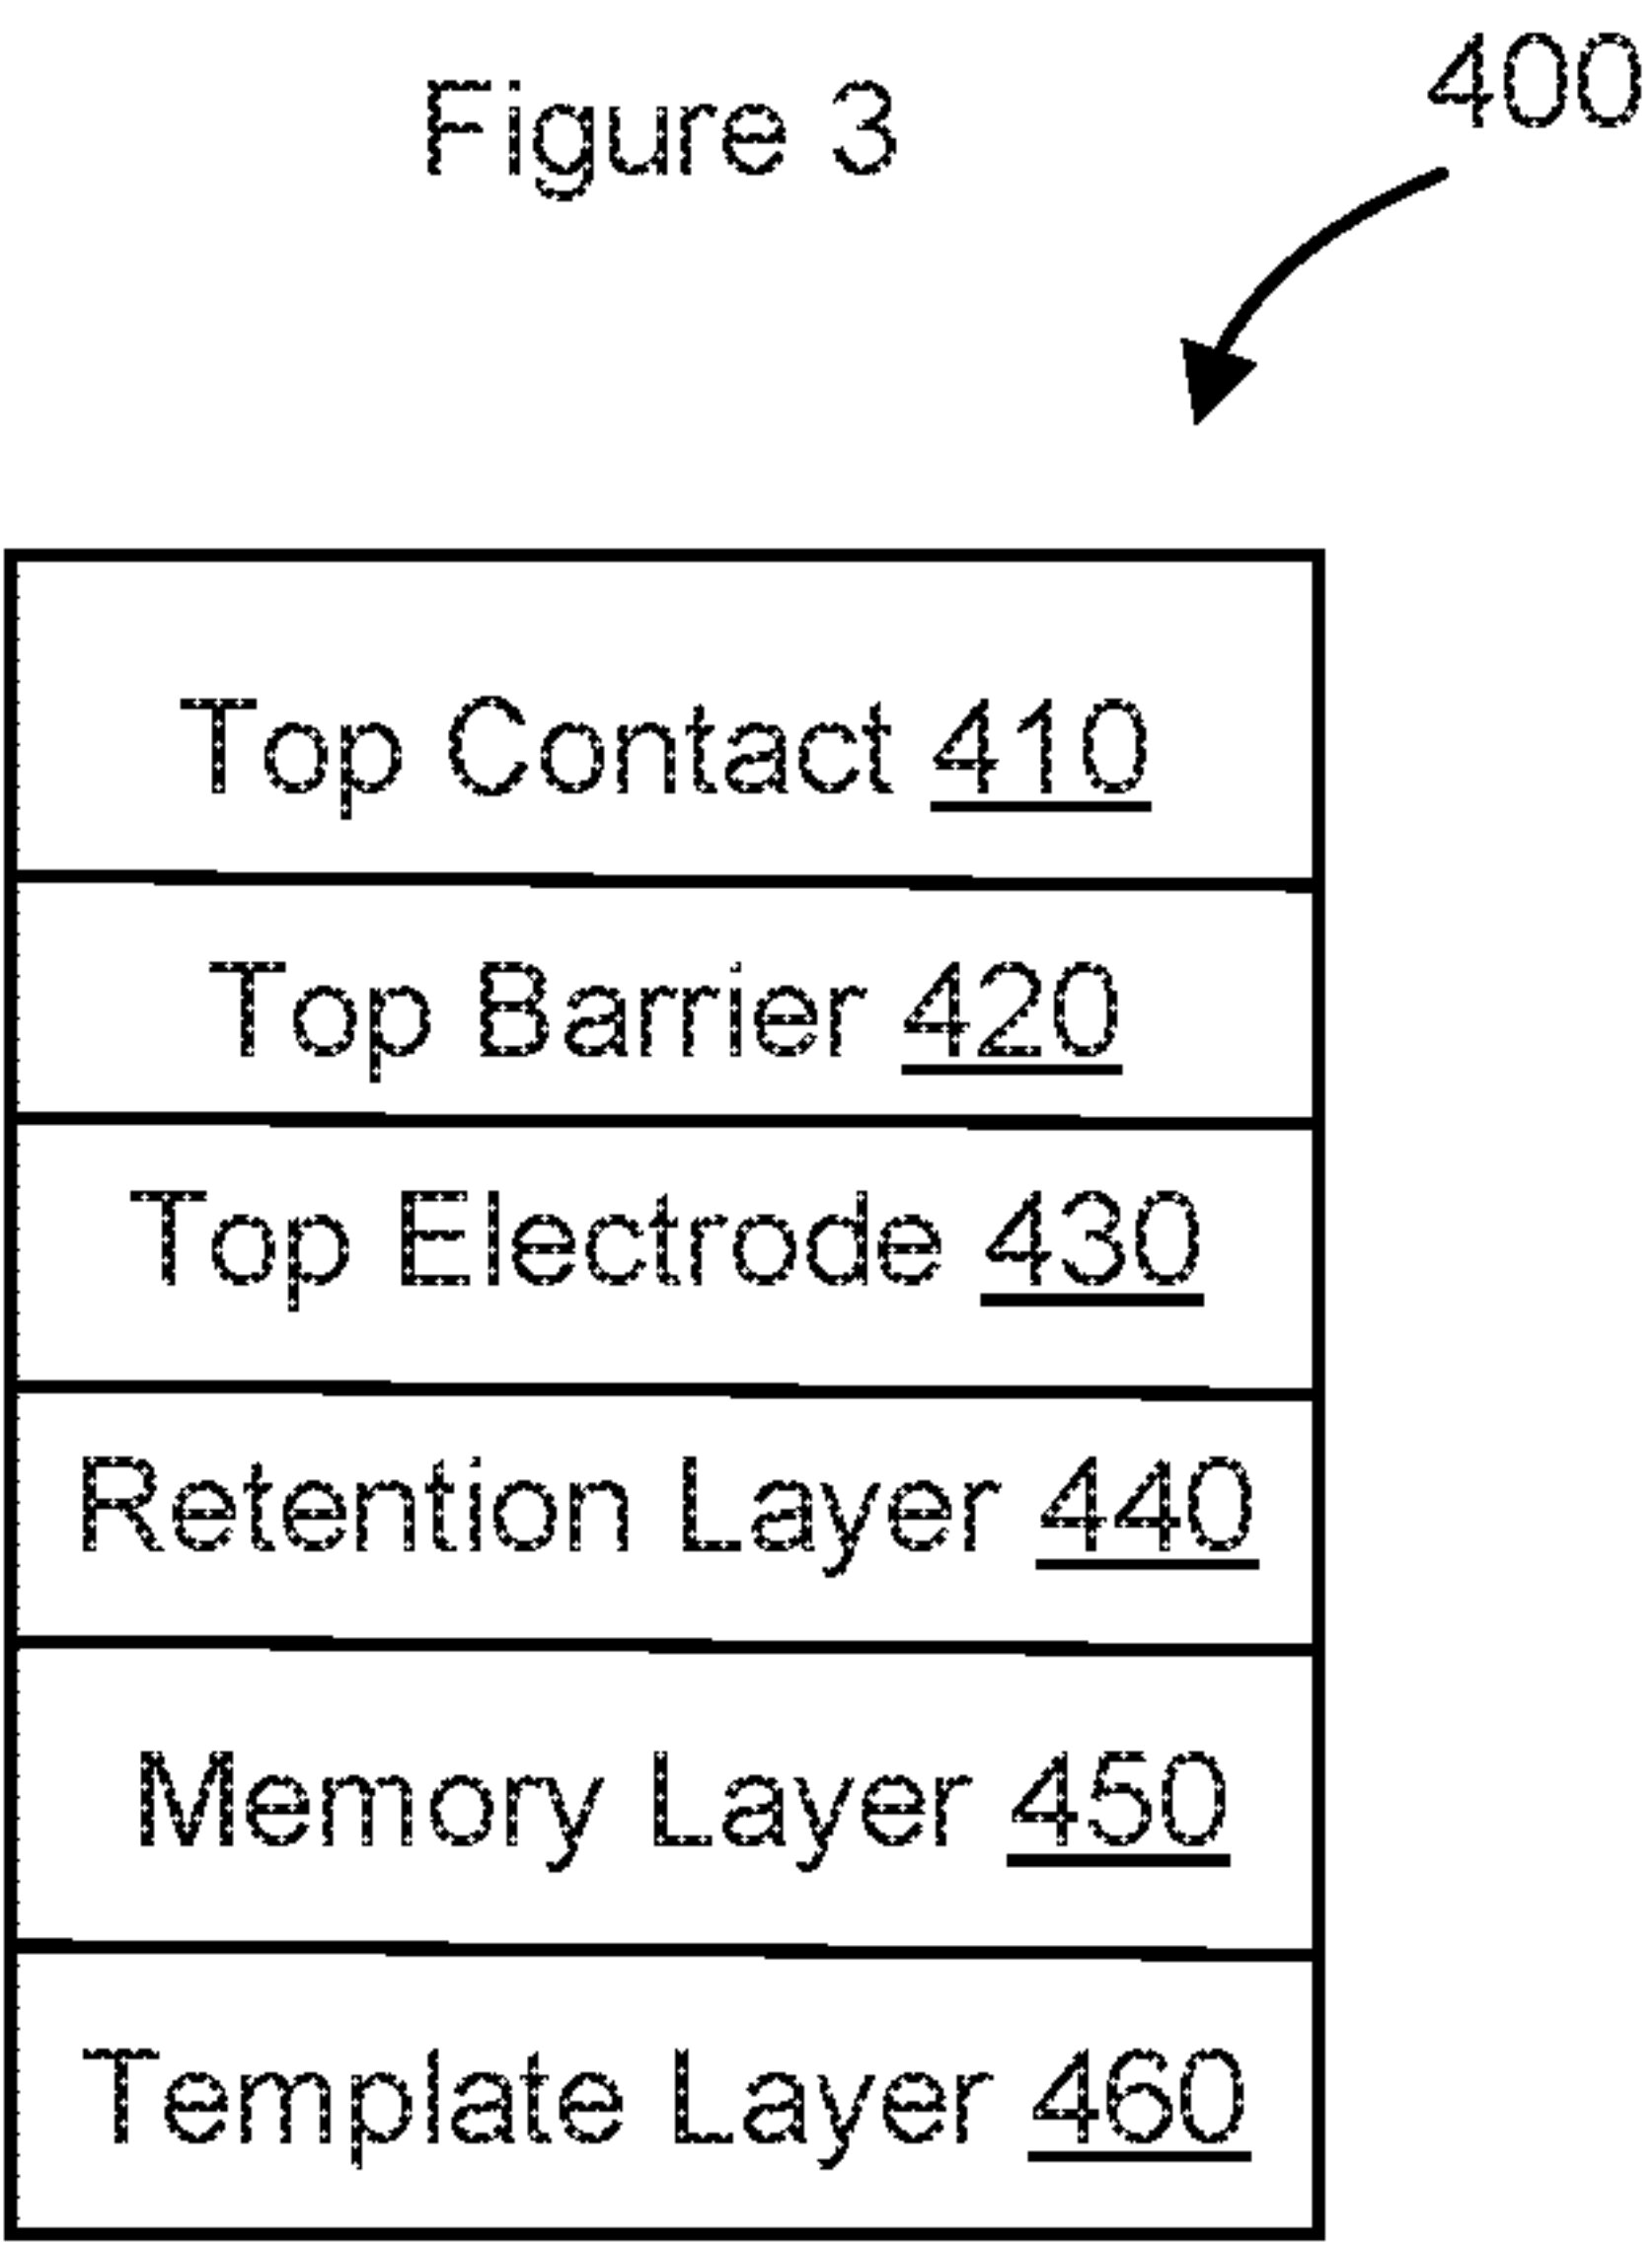 Figure 3
400
Top Contact 410
Top Barrier 420
Top Electrode 430
Retention Layer 440
Memory Layer 450
Template Layer 460